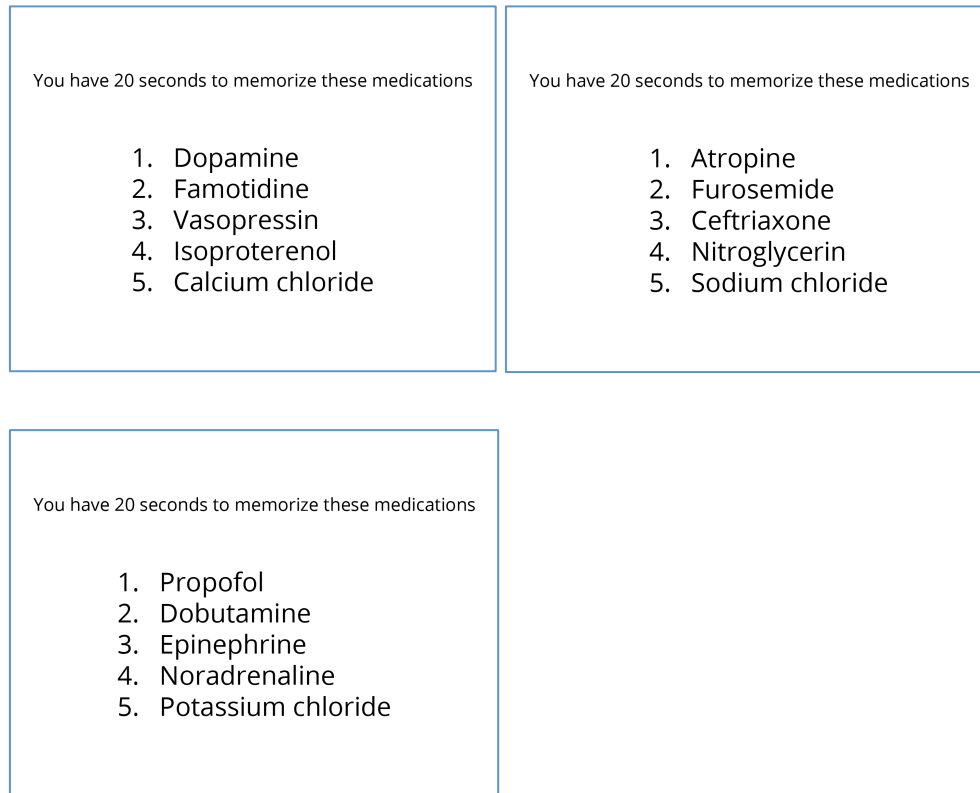 You have 20 seconds to memorize these medications
1. Dopamine
2. Famotidine
3. Vasopressin
4. Isoproterenol
5. Calcium chloride
You have 20 seconds to memorize these medications
1. Atropine
2. Furosemide
3. Ceftriaxone
4. Nitroglycerin
5. Sodium chloride
You have 20 seconds to memorize these medications
1. Propofol
2. Dobutamine
3. Epinephrine
4. Noradrenaline
5. Potassium chloride